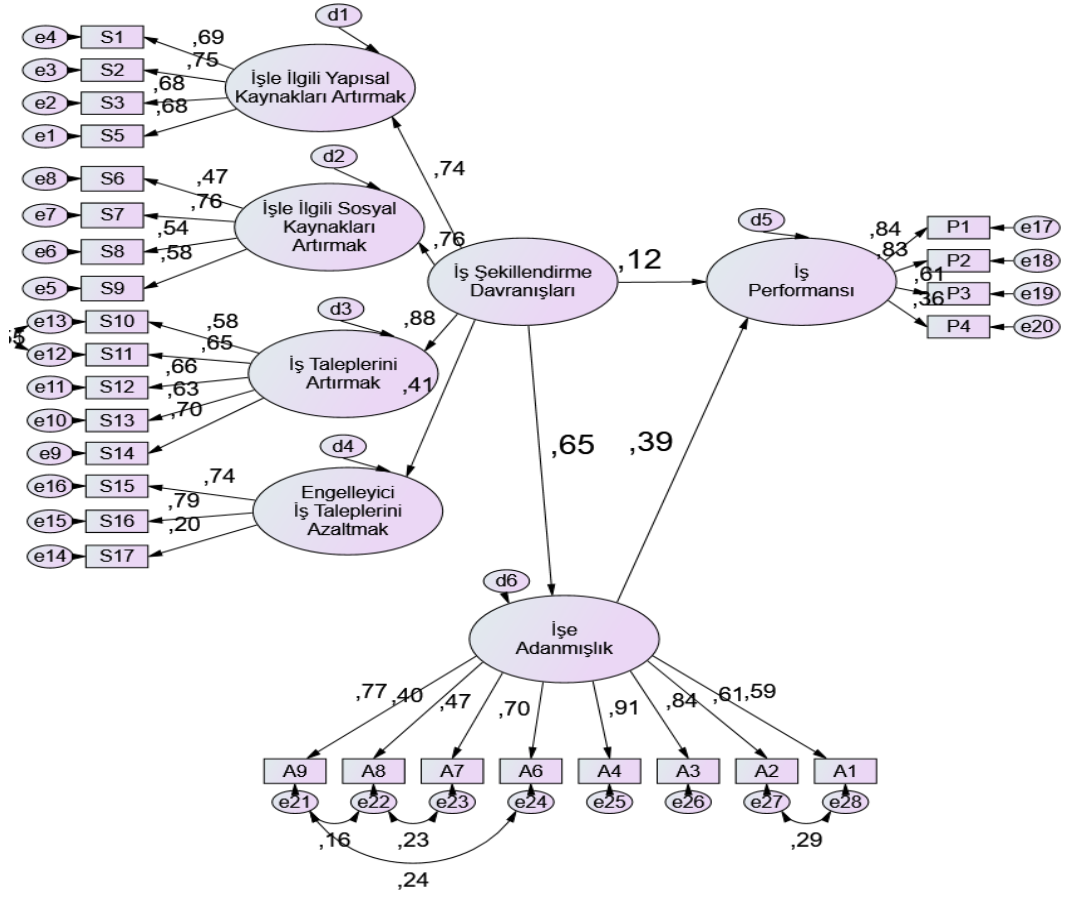 d1
e4 S1 ,69
e3 S2 ,75
e2 S3 ,68
e1 S5 ,68
İşle İlgili Yapısal
Kaynakları Artırmak
d2
,74
e8 S6 ,47
e7 S7 ,76
e6 S8 ,54
e5 S9 ,58
İşle İlgili Sosyal
Kaynakları
Artırmak
,76
İş Şekillendirme
Davranışları
,12
d5
İş
Performansı
,84 P1 e17
,83 P2 e18
,61 P3 e19
,36 P4 e20
d3
,88
e13 S10 ,58
e12 S11 ,65
e11 S12 ,66
e10 S13 ,63
e9 S14 ,70
İş Taleplerini
Artırmak
,41
d4
,65
,39
e16 S15 ,74
e15 S16 ,79
e14 S17 ,20
Engelleyici
İş Taleplerini
Azaltmak
d6
İşe
Adanmışlık
,77 ,40 ,47 ,70 ,91 ,84 ,61 ,59
A9 A8 A7 A6 A4 A3 A2 A1
e21 e22 e23 e24 e25 e26 e27 e28
,16 ,23 ,29
,24